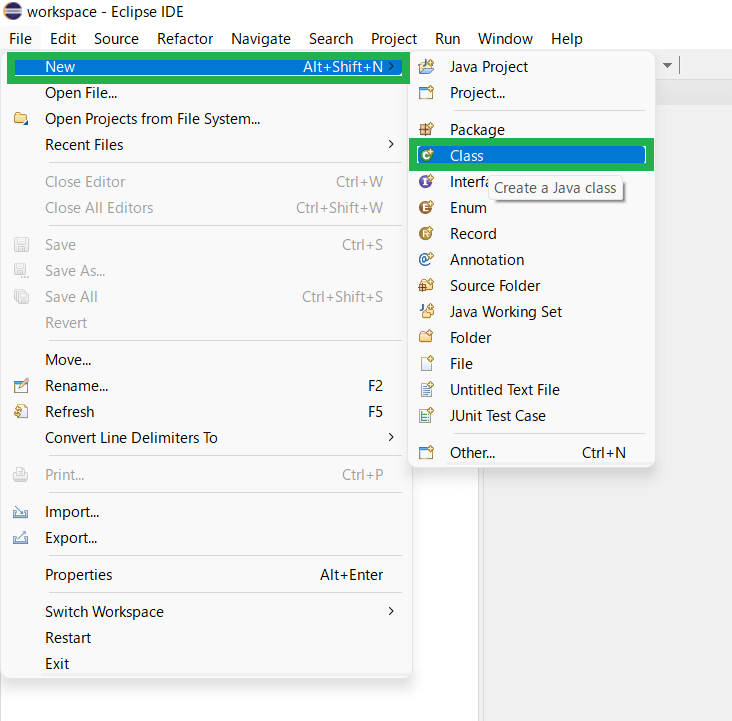 workspace - Eclipse IDE
File Edit Source Refactor Navigate Search Project Run Window Help
New Alt+Shift+N
Open File...
Open Projects from File System...
Recent Files
Close Editor Ctrl+W
Close All Editors Ctrl+Shift+W
Save Ctrl+S
Save As...
Save All Ctrl+Shift+S
Revert
Move...
Rename... F2
Refresh F5
Convert Line Delimiters To
Print... Ctrl+P
Import...
Export...
Properties Alt+Enter
Switch Workspace
Restart
Exit
Java Project
Project...
Package
Class
Interfa
Create a Java class
Enum
Record
Annotation
Source Folder
Java Working Set
Folder
File
Untitled Text File
JUnit Test Case
Other... Ctrl+N